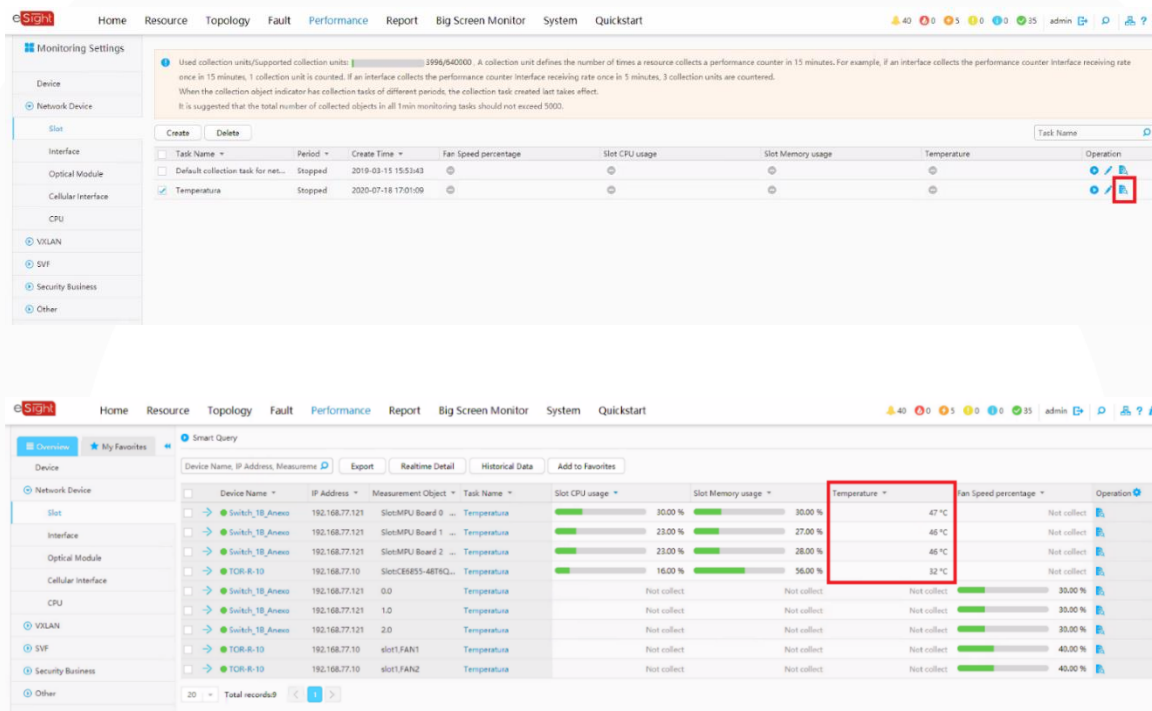 eSight Home Resource Topology Fault Performance Report Big Screen Monitor System Quickstart 40 0 5 0 0 35 admin ?
Monitoring Settings
Device
Network Device
Slot
Interface
Optical Module
Cellular Interface
CPU
VXLAN
SVF
Security Business
Other
Used collection units/Supported collection units: 3996/640000 . A collection unit defines the number of times a resource collects a performance counter in 15 minutes. For example, if an interface collects the performance counter Interface receiving rate
once in 15 minutes, 1 collection unit is counted. If an interface collects the performance counter Interface receiving rate once in 5 minutes, 3 collection units are countered.
When the collection object indicator has collection tasks of different periods, the collection task created last takes effect.
It is suggested that the total number of collected objects in all 1min monitoring tasks should not exceed 5000.
Create Delete Task Name
Task Name Period Create Time Fan Speed percentage Slot CPU usage Slot Memory usage Temperature Operation
Default collection task for net... Stopped 2019-03-15 15:53:43
Temperatura Stopped 2020-07-18 17:01:09
eSight Home Resource Topology Fault Performance Report Big Screen Monitor System Quickstart 40 0 5 0 0 35 admin ?
Overview My Favorites
Device
Network Device
Slot
Interface
Optical Module
Cellular Interface
CPU
VXLAN
SVF
Security Business
Other
Smart Query
Device Name, IP Address, Measureme Export Realtime Detail Historical Data Add to Favorites
Device Name IP Address Measurement Object Task Name Slot CPU usage Slot Memory usage Temperature Fan Speed percentage Operation
Switch_1B_Anexo 192.168.77.121 Slot:MPU Board 0 ... Temperatura 30.00 % 30.00 % 47 °C Not collect
Switch_1B_Anexo 192.168.77.121 Slot:MPU Board 1 ... Temperatura 23.00 % 27.00 % 46 °C Not collect
Switch_1B_Anexo 192.168.77.121 Slot:MPU Board 2 ... Temperatura 23.00 % 28.00 % 46 °C Not collect
TOR-R-10 192.168.77.10 Slot:CE6855-48T6Q... Temperatura 16.00 % 56.00 % 32 °C Not collect
Switch_1B_Anexo 192.168.77.121 0.0 Temperatura Not collect Not collect Not collect 30.00 %
Switch_1B_Anexo 192.168.77.121 1.0 Temperatura Not collect Not collect Not collect 30.00 %
Switch_1B_Anexo 192.168.77.121 2.0 Temperatura Not collect Not collect Not collect 30.00 %
TOR-R-10 192.168.77.10 slot1,FAN1 Temperatura Not collect Not collect Not collect 40.00 %
TOR-R-10 192.168.77.10 slot1,FAN2 Temperatura Not collect Not collect Not collect 40.00 %
20 Total records:9 1